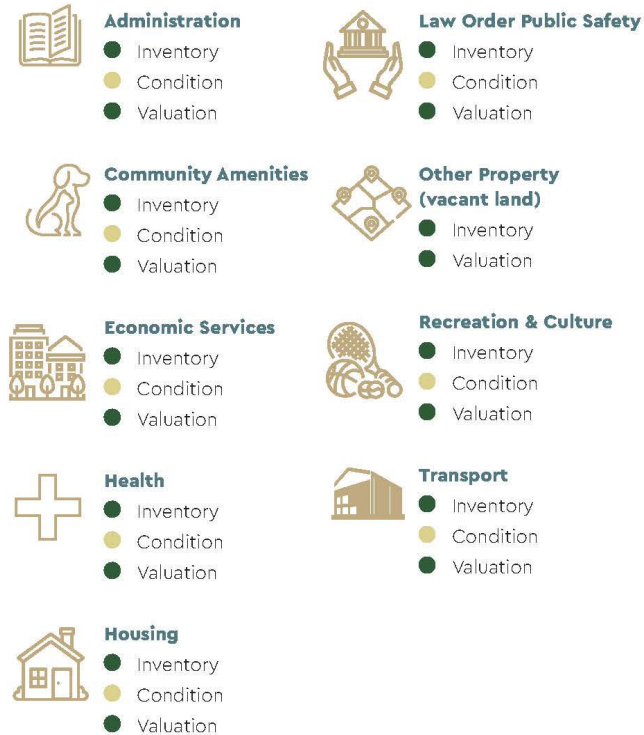 Administration
Inventory
Condition
Valuation
Community Amenities
Inventory
Condition
Valuation
Economic Services
Inventory
Condition
Valuation
Health
Inventory
Condition
Valuation
Housing
Inventory
Condition
Valuation
Law Order Public Safety
Inventory
Condition
Valuation
Other Property
(vacant land)
Inventory
Valuation
Recreation & Culture
Inventory
Condition
Valuation
Transport
Inventory
Condition
Valuation